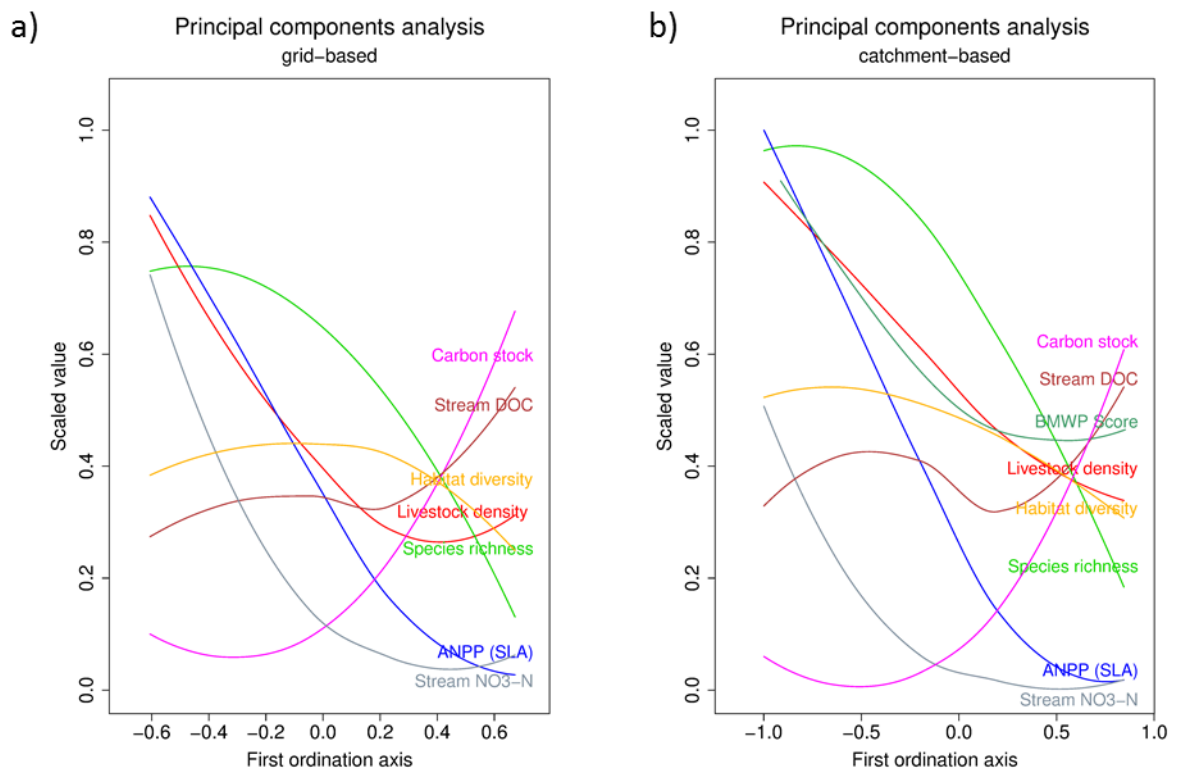 a)
Principal components analysis
grid−based
Scaled value
1.0
0.8
0.6
0.4
0.2
0.0
Carbon stock
Stream DOC
Habitat diversity
Livestock density
Species richness
ANPP (SLA)
Stream NO3−N
−0.6
−0.4
−0.2
0.0
0.2
0.4
0.6
First ordination axis
b)
Principal components analysis
catchment−based
Scaled value
1.0
0.8
0.6
0.4
0.2
0.0
Carbon stock
Stream DOC
BMWP Score
Livestock density
Habitat diversity
Species richness
ANPP (SLA)
Stream NO3−N
−1.0
−0.5
0.0
0.5
1.0
First ordination axis